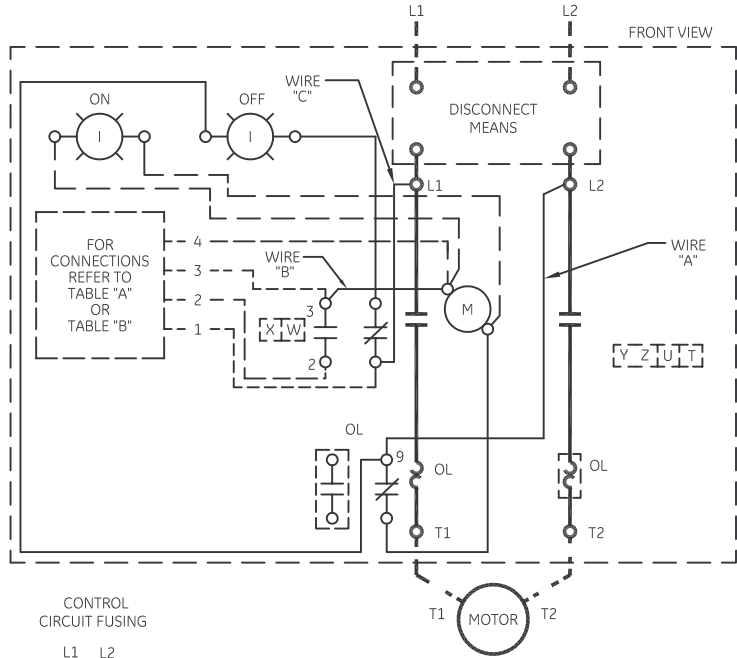 L1
L2
FRONT VIEW
WIRE
"C"
ON
OFF
DISCONNECT
MEANS
I
I
L1
L2
FOR
CONNECTIONS
REFER TO
TABLE "A"
OR
TABLE "B"
4
3
2
1
WIRE
"B"
WIRE
"A"
3
M
X W
2
Y Z U T
OL
9
OL
OL
T1
T2
T1
MOTOR
T2
CONTROL
CIRCUIT FUSING
L1 L2